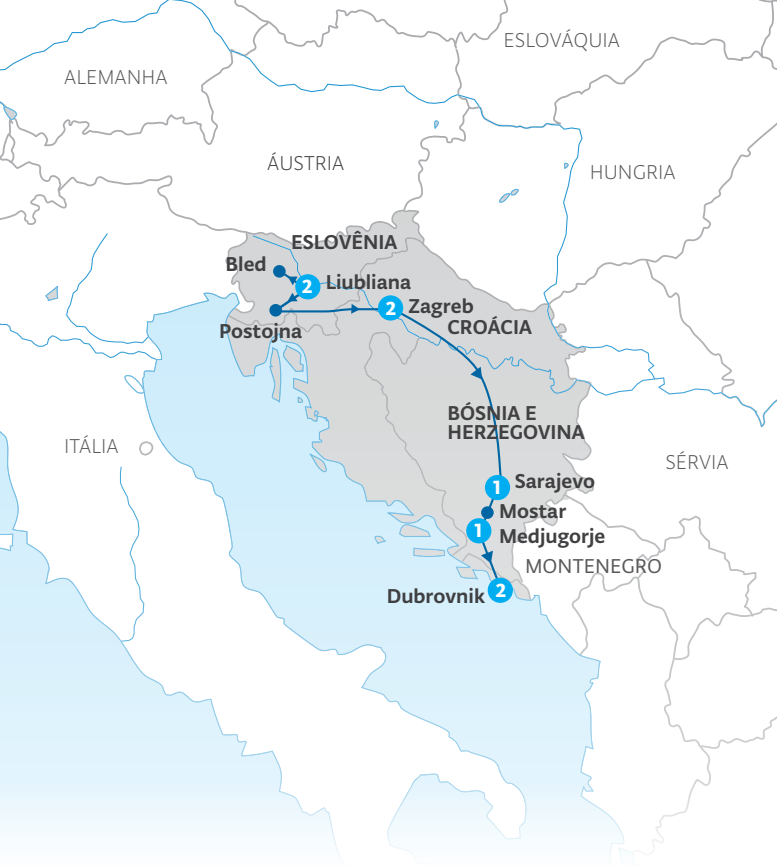 ESLOVÁQUIA
ALEMANHA
ÁUSTRIA
HUNGRIA
ESLOVÊNIA
Bled
2
Liubliana
2
Zagreb
Postojna
CROÁCIA
BÓSNIA E
HERZEGOVINA
ITÁLIA
SÉRVIA
1
Sarajevo
Mostar
1
Medjugorje
MONTENEGRO
Dubrovnik
2